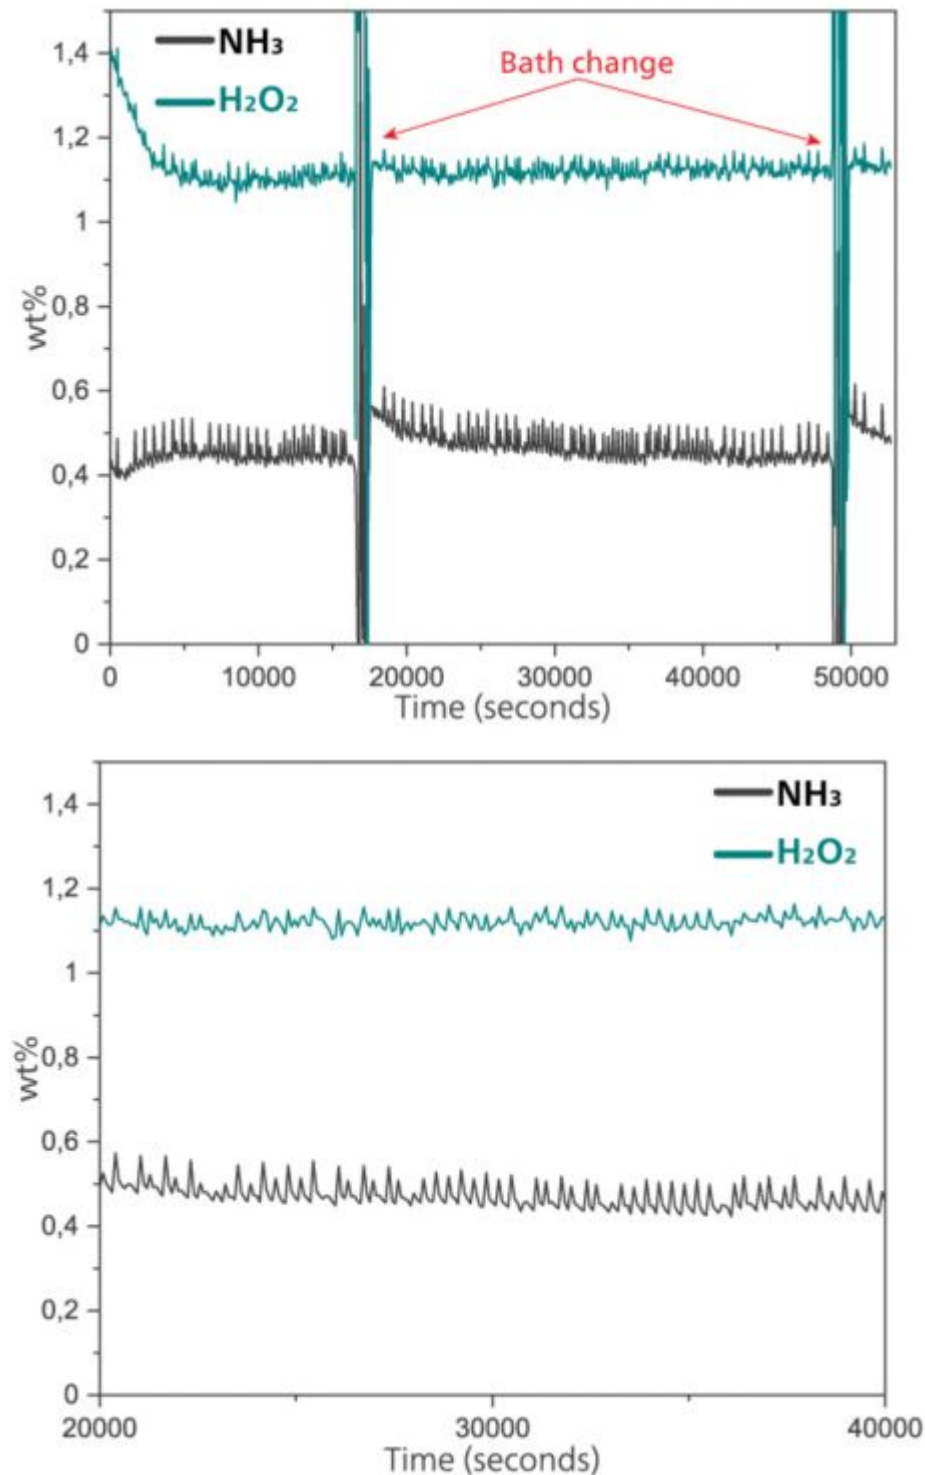 NH₃
H₂O₂
Bath change
1,4
1,2
1
0,8
0,6
0,4
0,2
0
wt%
0 10000 20000 30000 40000 50000
Time (seconds)
NH₃
H₂O₂
1,4
1,2
1
0,8
0,6
0,4
0,2
0
wt%
20000 30000 40000
Time (seconds)